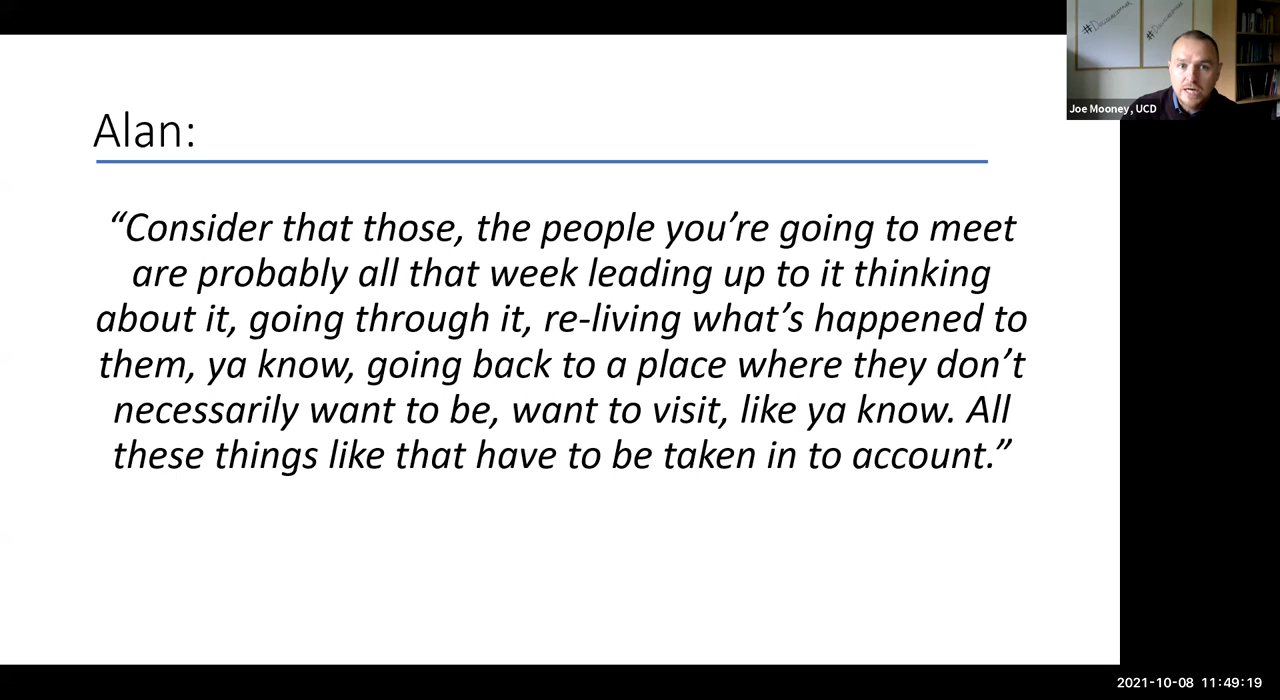 Alan:
“Consider that those, the people you’re going to meet
are probably all that week leading up to it thinking
about it, going through it, re-living what’s happened to
them, ya know, going back to a place where they don’t
necessarily want to be, want to visit, like ya know. All
these things like that have to be taken in to account.”
Joe Mooney, UCD
2021-10-08 11:49:19